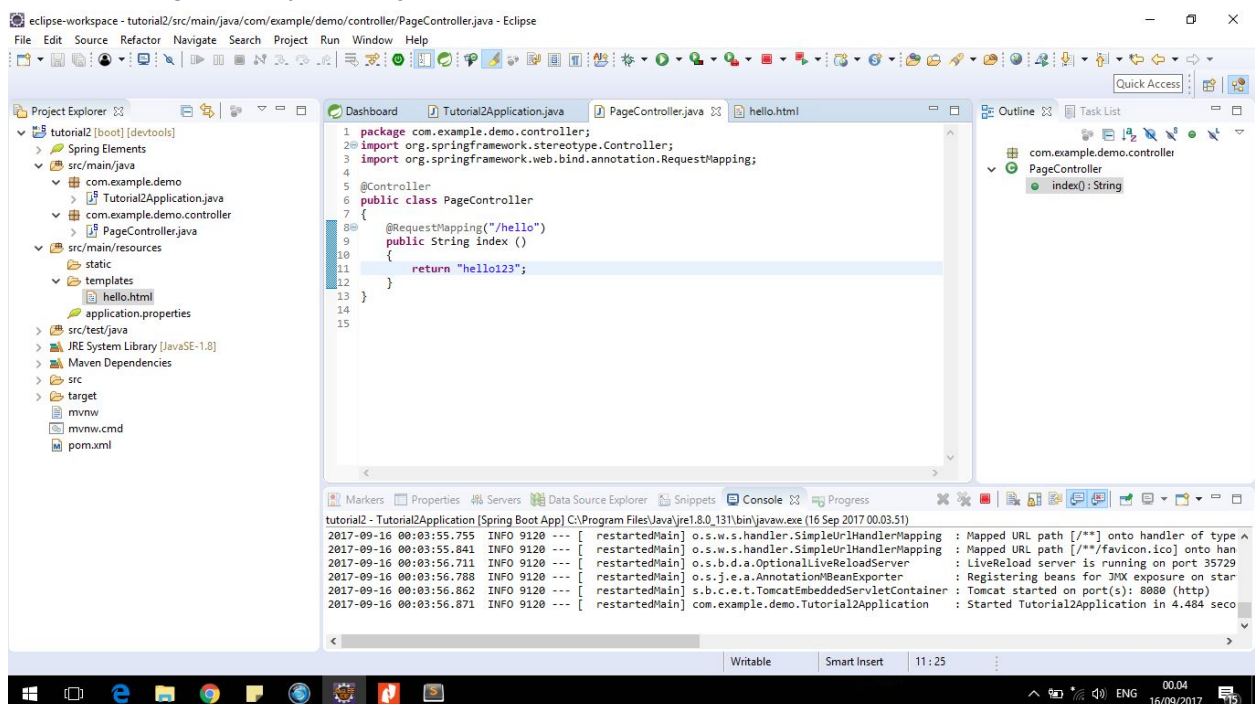 eclipse-workspace - tutorial2/src/main/java/com/example/demo/controller/PageController.java - Eclipse
File Edit Source Refactor Navigate Search Project Run Window Help
Quick Access
Project Explorer
tutorial2 [boot] [devtools]
Spring Elements
src/main/java
com.example.demo
Tutorial2Application.java
com.example.demo.controller
PageController.java
src/main/resources
static
templates
hello.html
application.properties
src/test/java
JRE System Library [JavaSE-1.8]
Maven Dependencies
src
target
mvnw
mvnw.cmd
pom.xml
Dashboard Tutorial2Application.java PageController.java hello.html
1 package com.example.demo.controller;
2 import org.springframework.stereotype.Controller;
3 import org.springframework.web.bind.annotation.RequestMapping;
4
5 @Controller
6 public class PageController
7 {
8 @RequestMapping("/hello")
9 public String index ()
10 {
11 return "hello123";
12 }
13 }
14
15
Outline Task List
com.example.demo.controller
PageController
index() : String
Markers Properties Servers Data Source Explorer Snippets Console Progress
tutorial2 - Tutorial2Application [Spring Boot App] C:\Program Files\Java\jre1.8.0_131\bin\javaw.exe (16 Sep 2017 00.03.51)
2017-09-16 00:03:55.755 INFO 9120 --- [ restartedMain] o.s.w.s.handler.SimpleUrlHandlerMapping : Mapped URL path [/**] onto handler of type
2017-09-16 00:03:55.841 INFO 9120 --- [ restartedMain] o.s.w.s.handler.SimpleUrlHandlerMapping : Mapped URL path [/**/favicon.ico] onto han
2017-09-16 00:03:56.711 INFO 9120 --- [ restartedMain] o.s.b.d.a.OptionalLiveReloadServer : LiveReload server is running on port 35729
2017-09-16 00:03:56.788 INFO 9120 --- [ restartedMain] o.s.j.e.a.AnnotationMBeanExporter : Registering beans for JMX exposure on star
2017-09-16 00:03:56.862 INFO 9120 --- [ restartedMain] s.b.c.e.t.TomcatEmbeddedServletContainer : Tomcat started on port(s): 8080 (http)
2017-09-16 00:03:56.871 INFO 9120 --- [ restartedMain] com.example.demo.Tutorial2Application : Started Tutorial2Application in 4.484 seco
Writable Smart Insert 11 : 25
ENG
00.04
16/09/2017